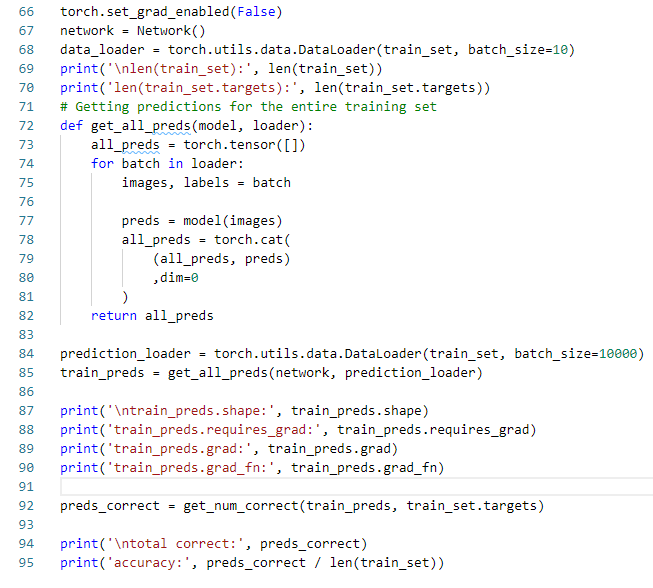 66 torch.set_grad_enabled(False)
67 network = Network()
68 data_loader = torch.utils.data.DataLoader(train_set, batch_size=10)
69 print('\nlen(train_set):', len(train_set))
70 print('len(train_set.targets):', len(train_set.targets))
71 # Getting predictions for the entire training set
72 def get_all_preds(model, loader):
73     all_preds = torch.tensor([])
74     for batch in loader:
75         images, labels = batch
76
77         preds = model(images)
78         all_preds = torch.cat(
79             (all_preds, preds)
80             ,dim=0
81         )
82     return all_preds
83
84 prediction_loader = torch.utils.data.DataLoader(train_set, batch_size=10000)
85 train_preds = get_all_preds(network, prediction_loader)
86
87 print('\ntrain_preds.shape:', train_preds.shape)
88 print('train_preds.requires_grad:', train_preds.requires_grad)
89 print('train_preds.grad:', train_preds.grad)
90 print('train_preds.grad_fn:', train_preds.grad_fn)
91
92 preds_correct = get_num_correct(train_preds, train_set.targets)
93
94 print('\ntotal correct:', preds_correct)
95 print('accuracy:', preds_correct / len(train_set))